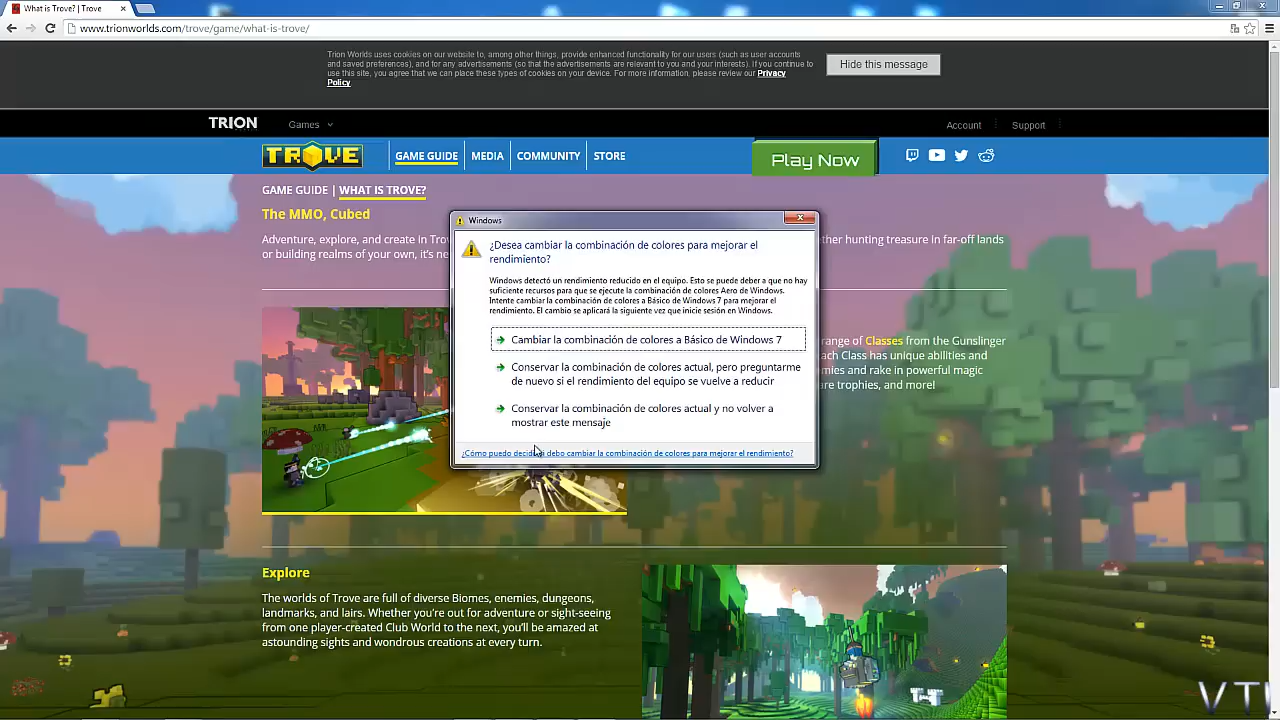 What is Trove? | Trove
www.trionworlds.com/trove/game/what-is-trove/
Trion Worlds uses cookies on our website to, among other things, provide enhanced functionality for our users (such as user accounts
and saved preferences), and for any advertisements (so that the advertisements are relevant to you and your interests). If you continue to
use this site, you agree that we can place these types of cookies on your device. For more information, please review our Privacy
Policy.
Hide this message
TRION
Games
Account
Support
TROVE
GAME GUIDE
MEDIA
COMMUNITY
STORE
Play Now
GAME GUIDE | WHAT IS TROVE?
The MMO, Cubed
Adventure, explore, and create in Trov
ther hunting treasure in far-off lands
or building realms of your own, it's ne
Windows
¿Desea cambiar la combinación de colores para mejorar el
rendimiento?
Windows detectó un rendimiento reducido en el equipo. Esto se puede deber a que no hay
suficiente recursos para que se ejecute la combinación de colores Aero de Windows.
Intente cambiar la combinación de colores a Básico de Windows 7 para mejorar el
rendimiento. El cambio se aplicará la siguiente vez que inicie sesión en Windows.
Cambiar la combinación de colores a Básico de Windows 7
Conservar la combinación de colores actual, pero preguntarme
de nuevo si el rendimiento del equipo se vuelve a reducir
Conservar la combinación de colores actual y no volver a
mostrar este mensaje
¿Cómo puedo decidir debo cambiar la combinación de colores para mejorar el rendimiento?
range of Classes from the Gunslinger
ach Class has unique abilities and
mies and rake in powerful magic
are trophies, and more!
Explore
The worlds of Trove are full of diverse Biomes, enemies, dungeons,
landmarks, and lairs. Whether you're out for adventure or sight-seeing
from one player-created Club World to the next, you'll be amazed at
astounding sights and wondrous creations at every turn.